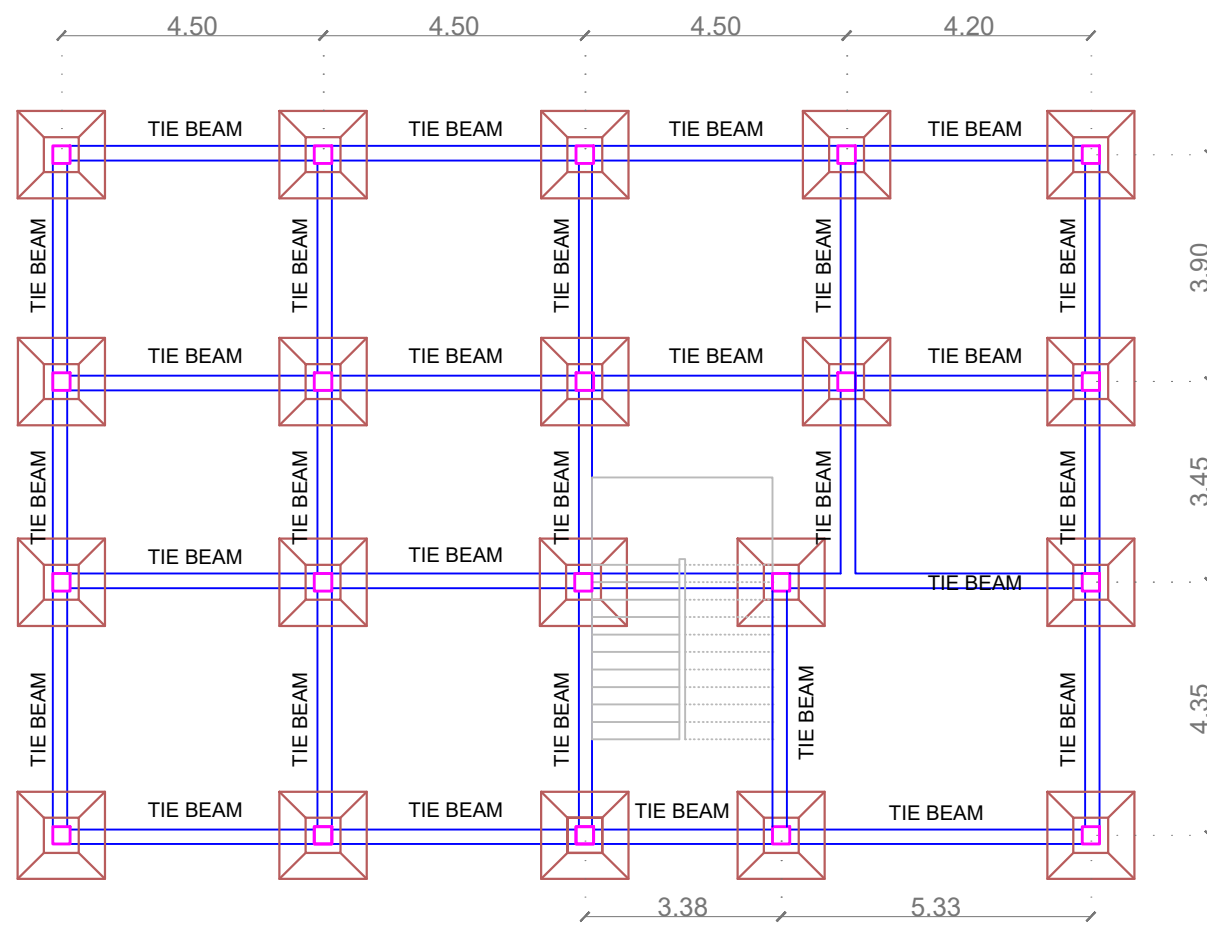 4.50 4.50 4.50 4.20
TIE BEAM TIE BEAM TIE BEAM TIE BEAM
TIE BEAM TIE BEAM TIE BEAM TIE BEAM TIE BEAM
3.90
TIE BEAM TIE BEAM TIE BEAM TIE BEAM
TIE BEAM TIE BEAM TIE BEAM TIE BEAM TIE BEAM
3.45
TIE BEAM TIE BEAM TIE BEAM
TIE BEAM TIE BEAM TIE BEAM TIE BEAM TIE BEAM
4.35
TIE BEAM TIE BEAM TIE BEAM TIE BEAM
3.38 5.33